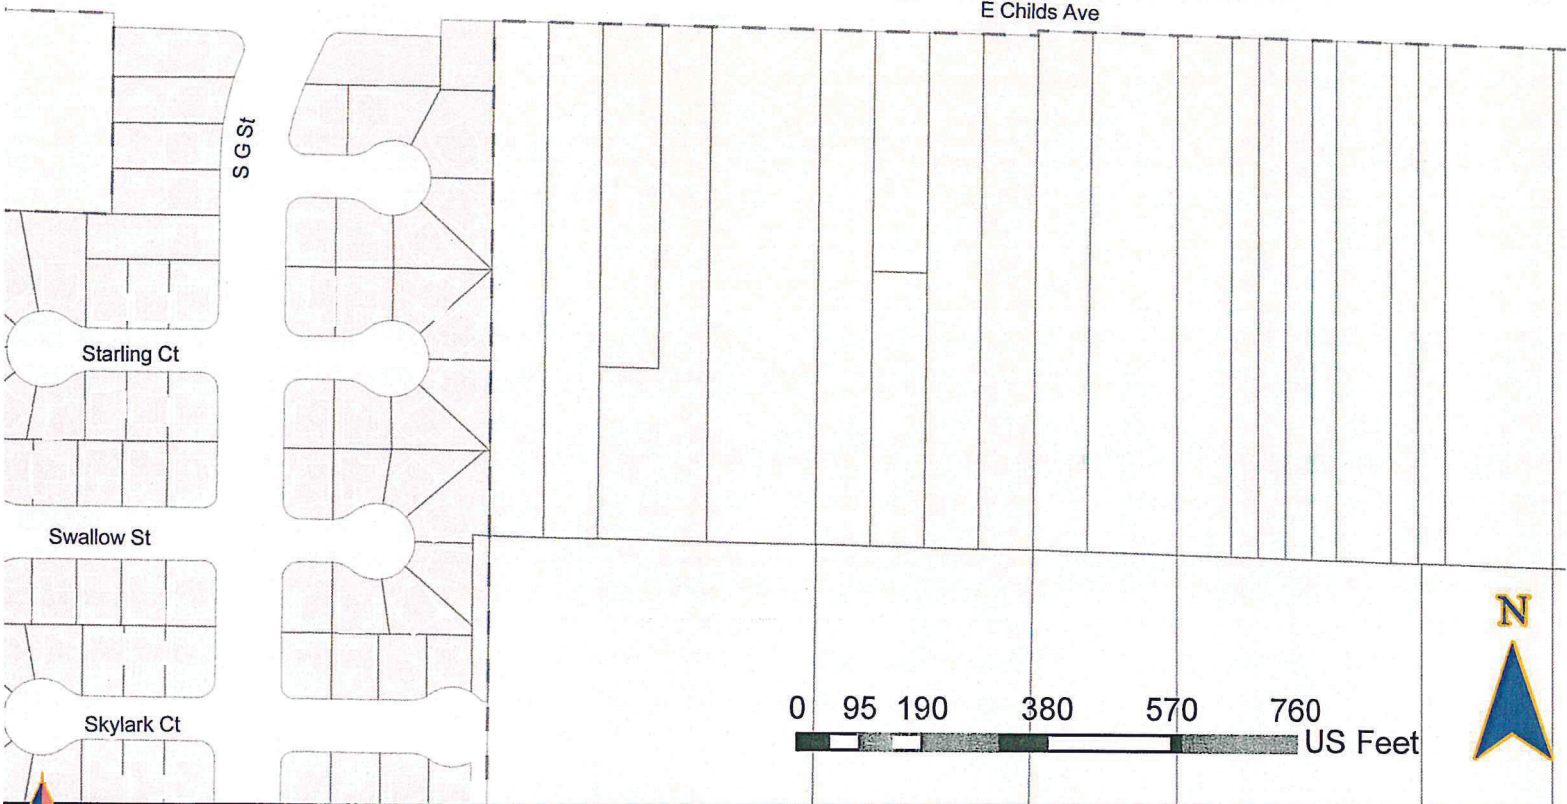 E Childs Ave
S G St
Starling Ct
Swallow St
N
0 95 190 380 570 760
US Feet
Skylark Ct